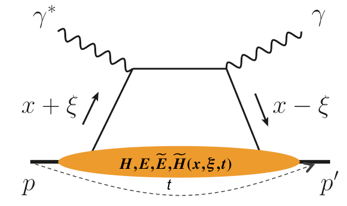 γ* γ
x + ξ x − ξ
H,E,Ẽ,H̃(x,ξ,t)
p t p′